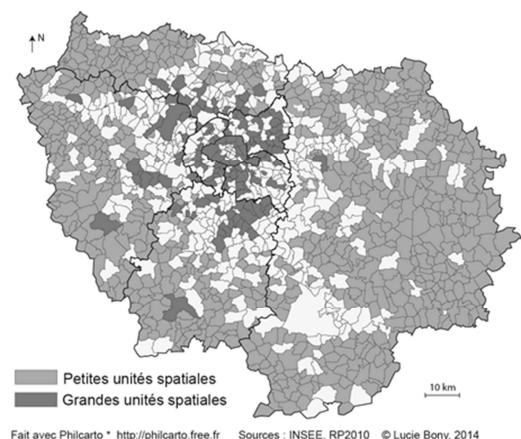 N
Petites unités spatiales
Grandes unités spatiales
10 km
Fait avec Philcarto * http://philcarto.free.fr Sources : INSEE, RP2010 © Lucie Bony, 2014